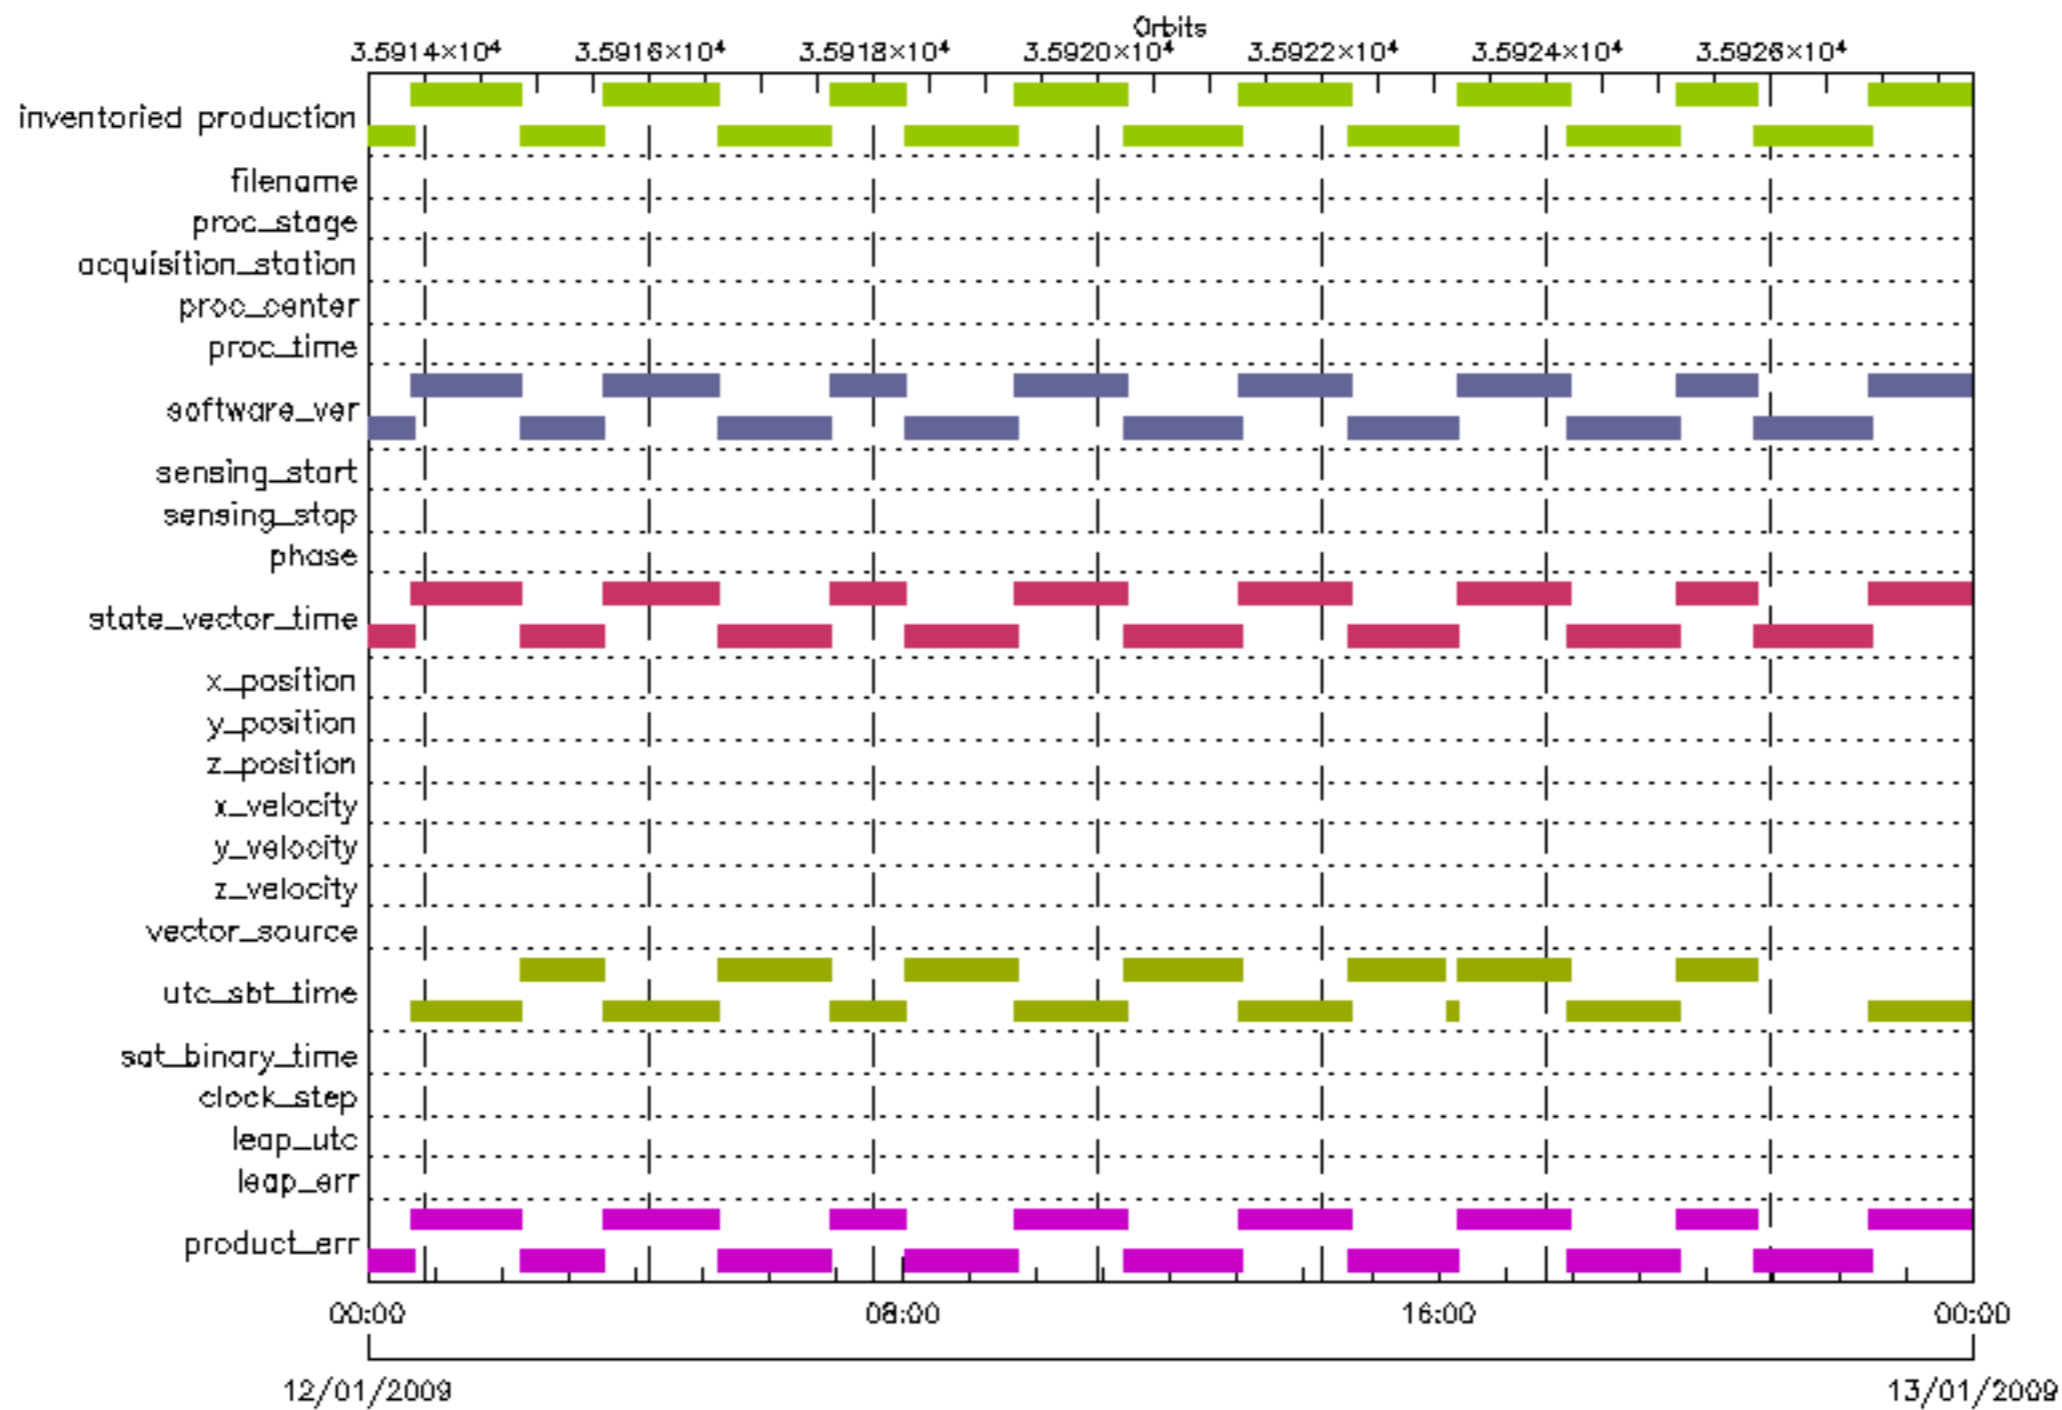 Orbits
3.5914×10⁴ 3.5916×10⁴ 3.5918×10⁴ 3.5920×10⁴ 3.5922×10⁴ 3.5924×10⁴ 3.5926×10⁴
inventoried production
filename
proc_stage
acquisition_station
proc_center
proc_time
software_ver
sensing_start
sensing_stop
phase
state_vector_time
x_position
y_position
z_position
x_velocity
y_velocity
z_velocity
vector_source
utc_sbt_time
sat_binary_time
clock_step
leap_utc
leap_err
product_err
00:00 08:00 16:00 00:00
12/01/2009 13/01/2009